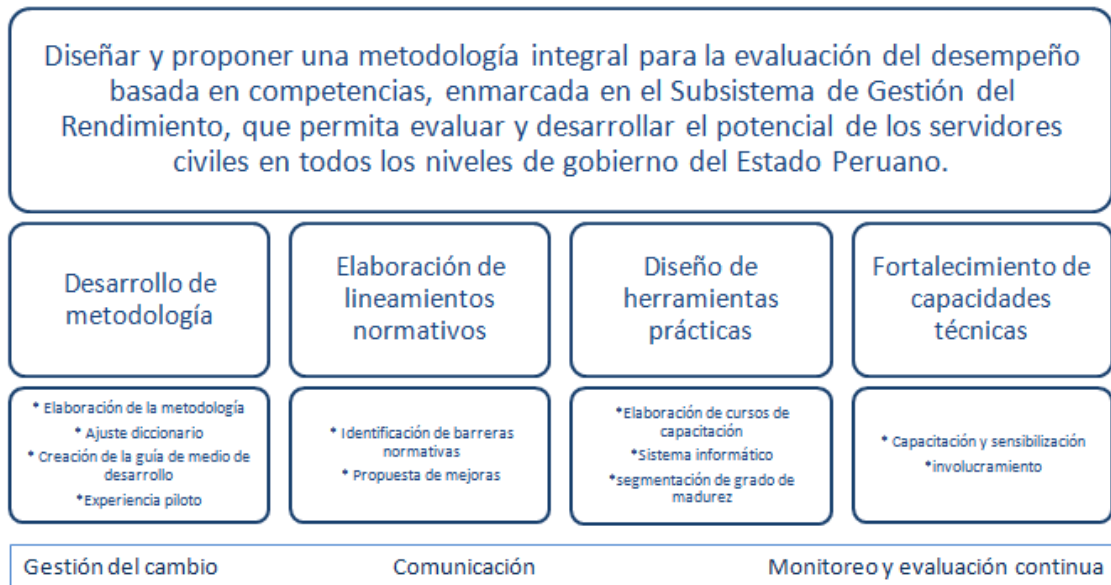 Diseñar y proponer una metodología integral para la evaluación del desempeño
basada en competencias, enmarcada en el Subsistema de Gestión del
Rendimiento, que permita evaluar y desarrollar el potencial de los servidores
civiles en todos los niveles de gobierno del Estado Peruano.
Desarrollo de
metodología
Elaboración de
lineamientos
normativos
Diseño de
herramientas
prácticas
Fortalecimiento de
capacidades
técnicas
* Elaboración de la metodología
* Ajuste diccionario
* Creación de la guía de medio de
desarrollo
*Experiencia piloto
* Identificación de barreras
normativas
* Propuesta de mejoras
*Elaboración de cursos de
capacitación
*Sistema informático
*segmentación de grado de
madurez
* Capacitación y sensibilización
*involucramiento
Gestión del cambio Comunicación Monitoreo y evaluación continua